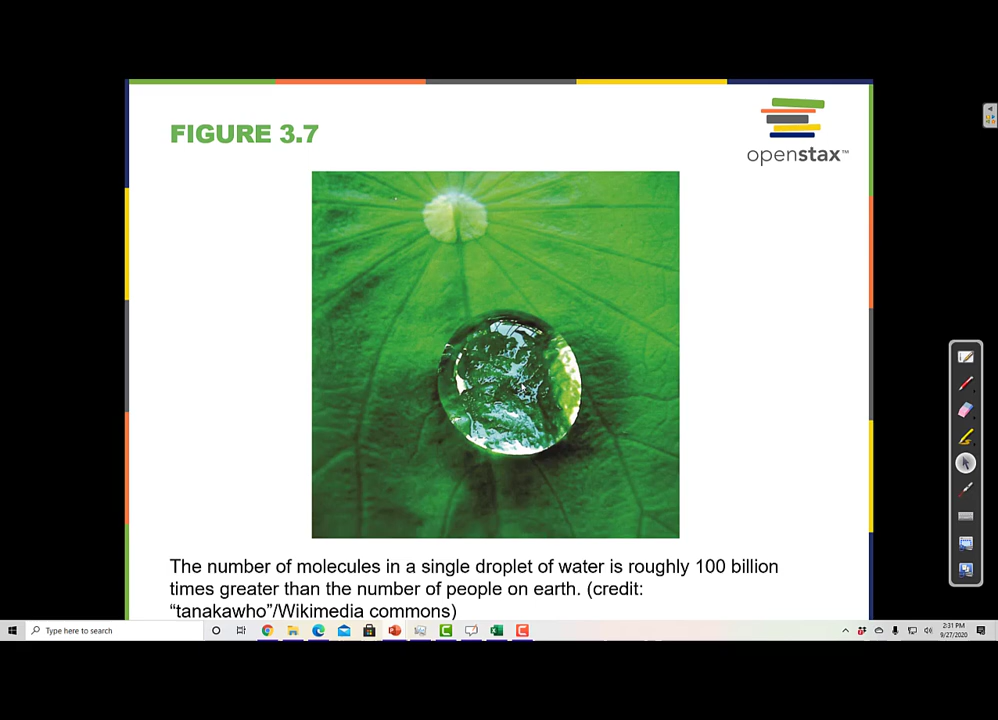 FIGURE 3.7
openstax™
The number of molecules in a single droplet of water is roughly 100 billion
times greater than the number of people on earth. (credit:
“tanakawho”/Wikimedia commons)
Type here to search
2:31 PM
9/27/2020